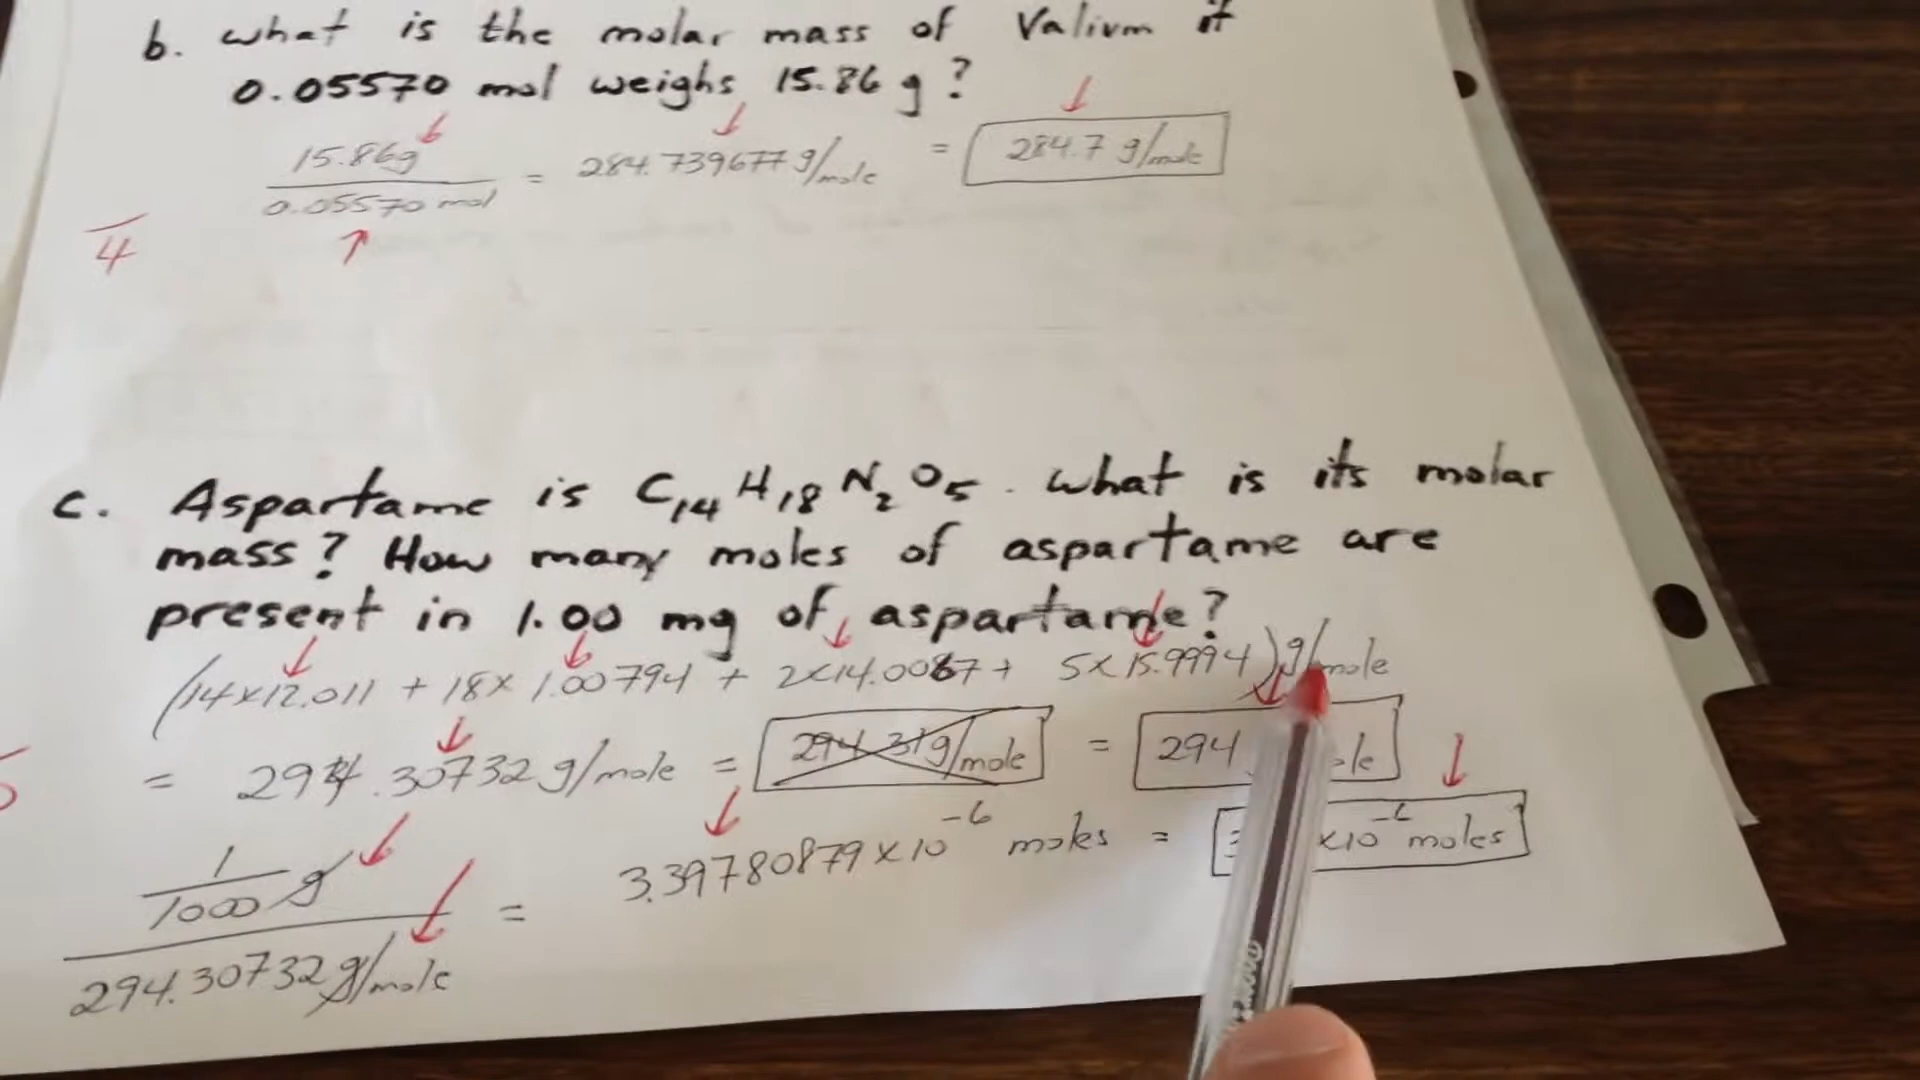 b. what is the molar mass of Valium if
0.05570 mol weighs 15.86 g?
15.86g
0.05570 mol
= 284.739677 g/mole = 284.7 g/mole
4
c. Aspartame is C₁₄H₁₈N₂O₅. What is its molar
mass? How many moles of aspartame are
present in 1.00 mg of aspartame?
(14×12.011 + 18× 1.00794 + 2×14.0067 + 5×15.9994) g/mole
= 294.30732 g/mole = 294.31g/mole = 294
1
1000 g
294.30732 g/mole
= 3.39780879 × 10⁻⁶ moles = ×10⁻⁶ moles